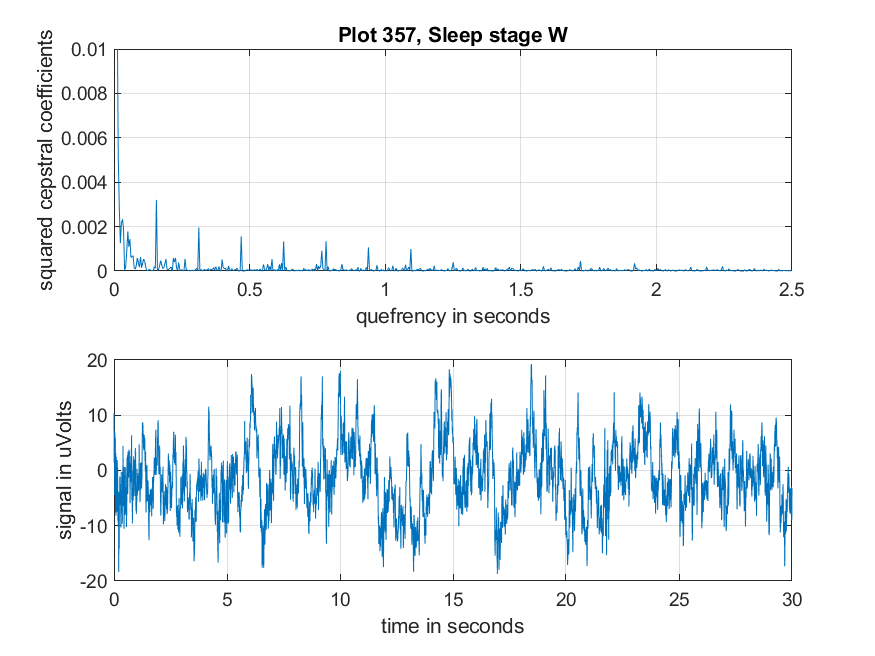 Plot 357, Sleep stage W
squared cepstral coefficients
0.01
0.008
0.006
0.004
0.002
0
0 0.5 1 1.5 2 2.5
quefrency in seconds
signal in uVolts
20
10
0
-10
-20
0 5 10 15 20 25 30
time in seconds